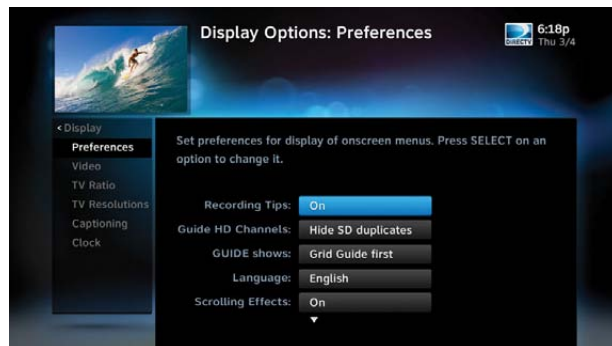 Display Options: Preferences
DIRECTV
6:18p
Thu 3/4
<Display
Preferences
Video
TV Ratio
TV Resolutions
Captioning
Clock
Set preferences for display of onscreen menus. Press SELECT on an
option to change it.
Recording Tips: On
Guide HD Channels: Hide SD duplicates
GUIDE shows: Grid Guide first
Language: English
Scrolling Effects: On